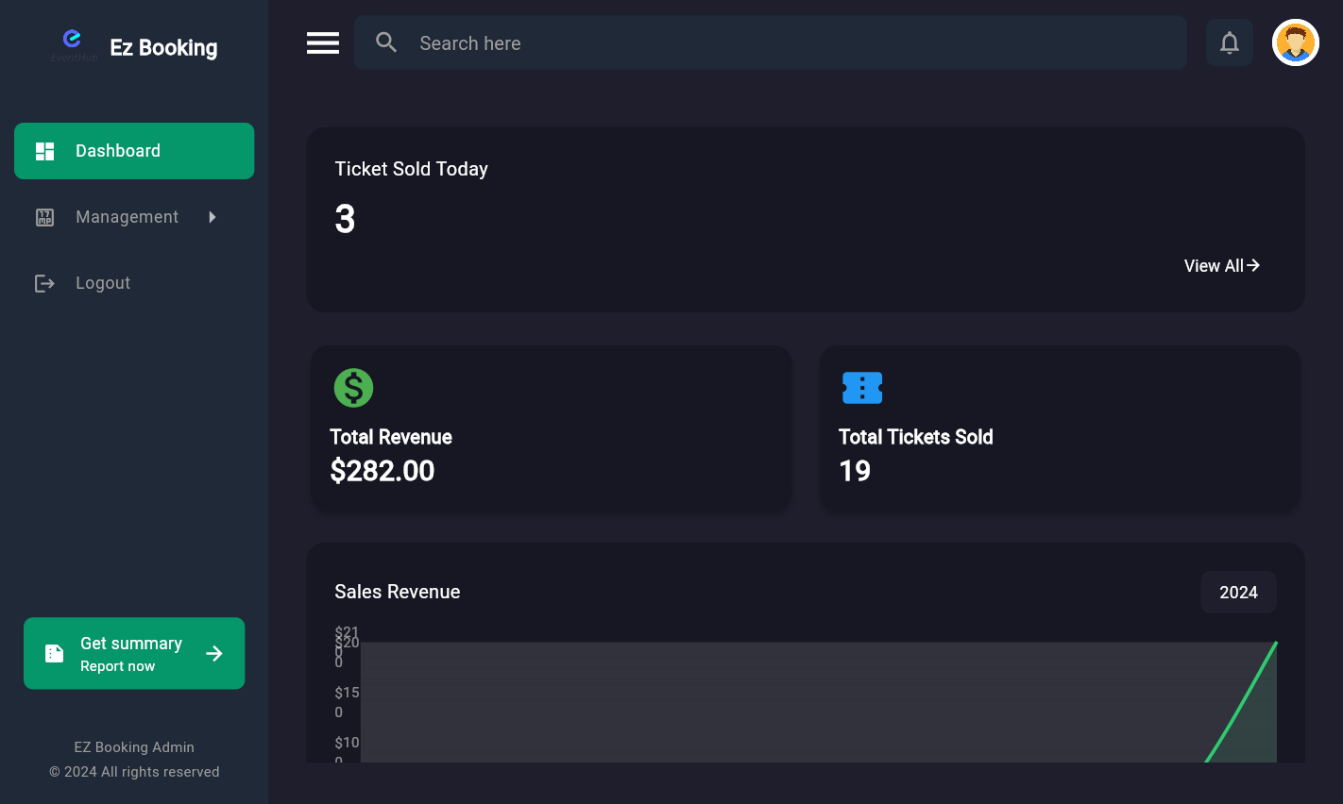 EventHub
Ez Booking
Search here
Dashboard
Management
Logout
Ticket Sold Today
3
View All
Total Revenue
$282.00
Total Tickets Sold
19
Sales Revenue
2024
$21
0
$20
0
$15
0
$10
0
Get summary
Report now
EZ Booking Admin
© 2024 All rights reserved